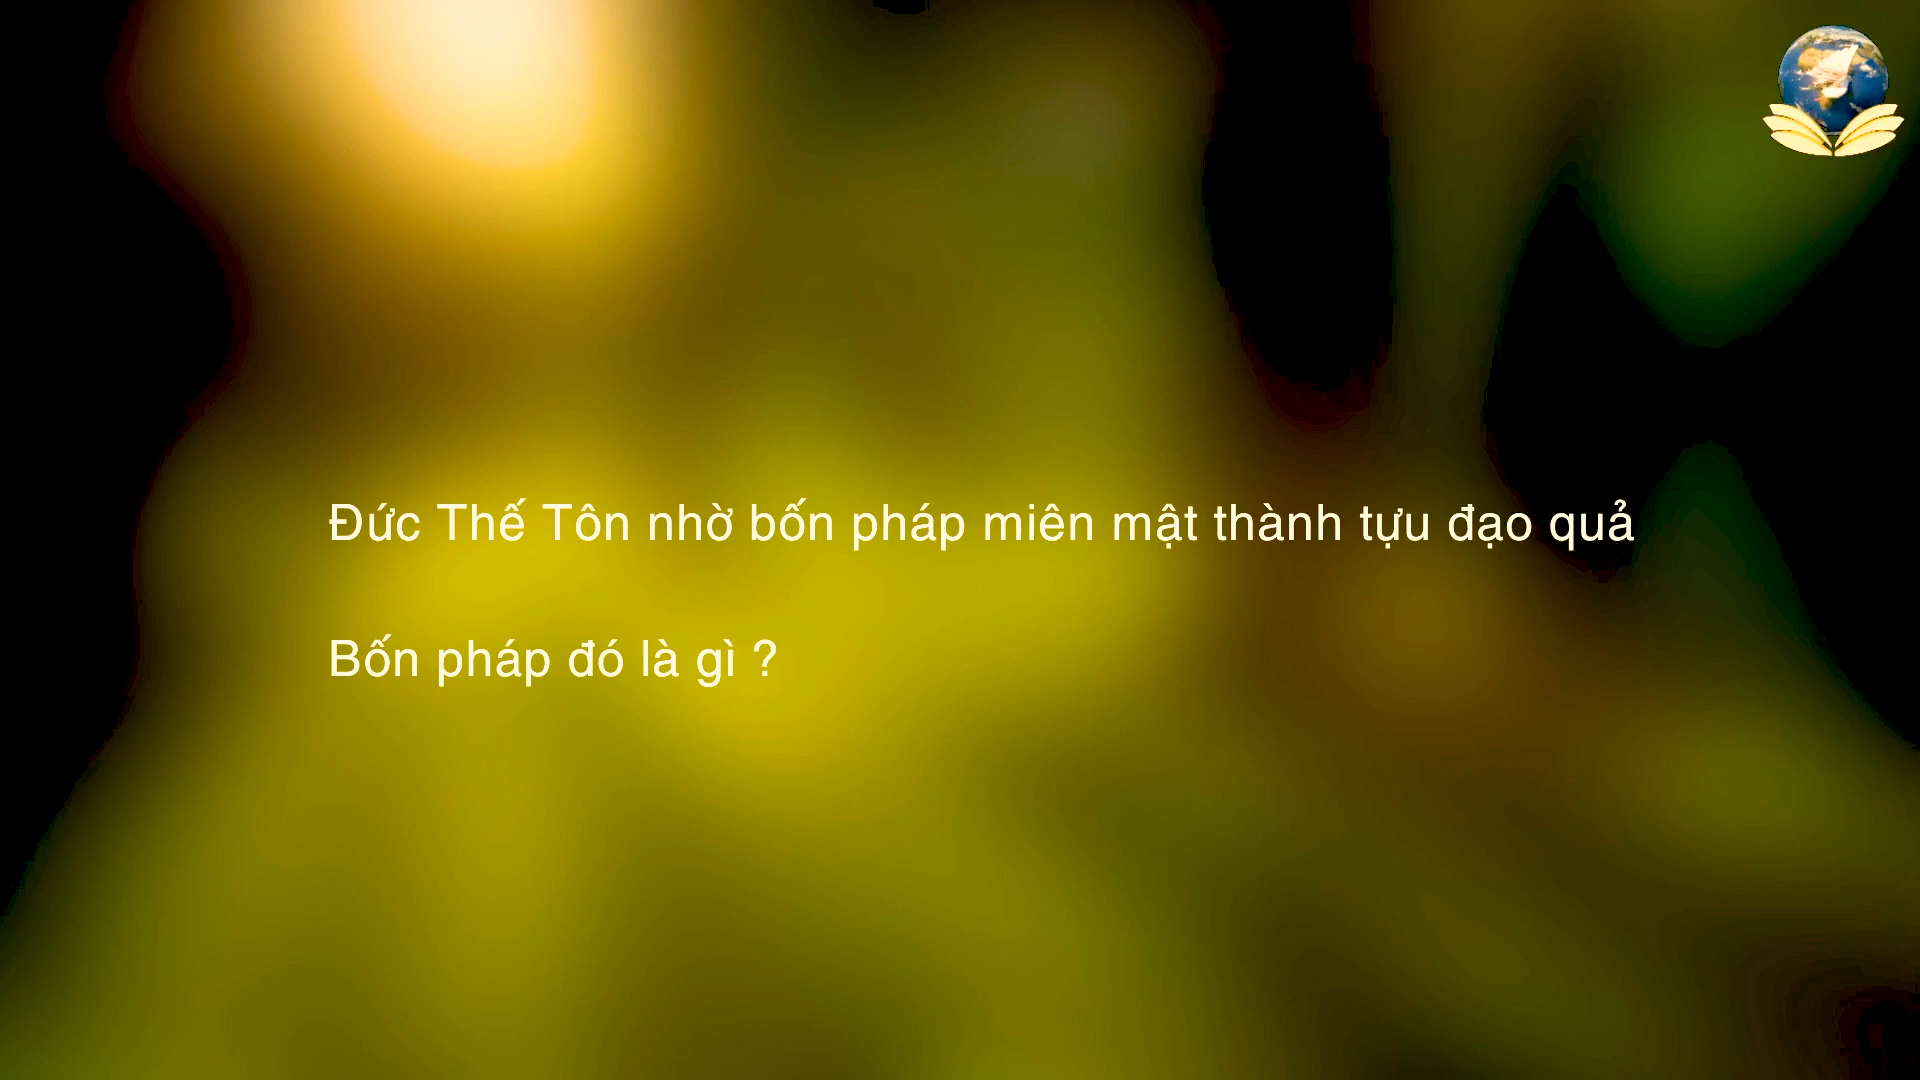 Đức Thế Tôn nhờ bốn pháp miên mật thành tựu đạo quả
Bốn pháp đó là gì ?